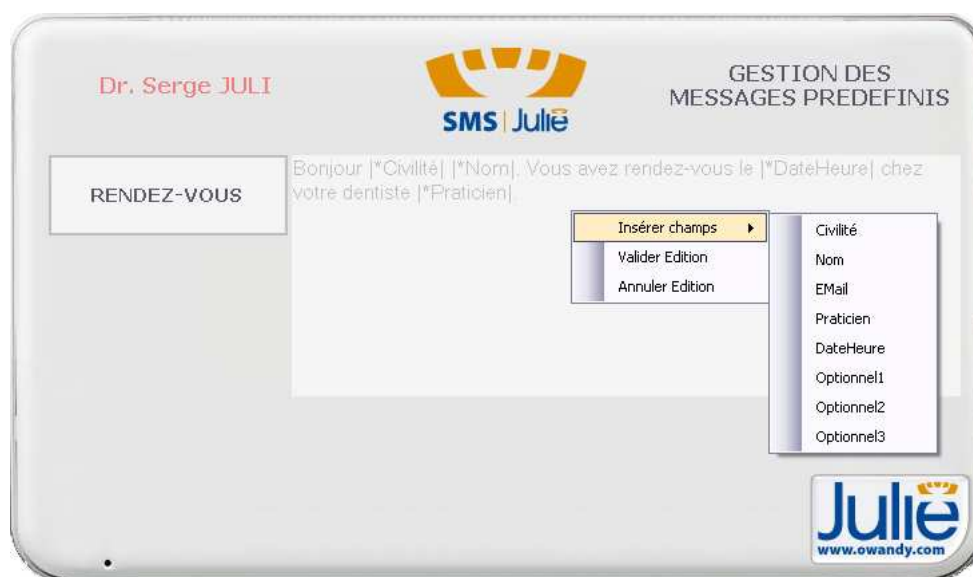 Dr. Serge JULI
SMS | Julie
GESTION DES
MESSAGES PREDEFINIS
RENDEZ-VOUS
Bonjour |*Civilité| |*Nom|, Vous avez rendez-vous le |*DateHeure| chez
votre dentiste |*Praticien|.
Insérer champs
Valider Edition
Annuler Edition
Civilité
Nom
EMail
Praticien
DateHeure
Optionnel1
Optionnel2
Optionnel3
Julie
www.owandy.com